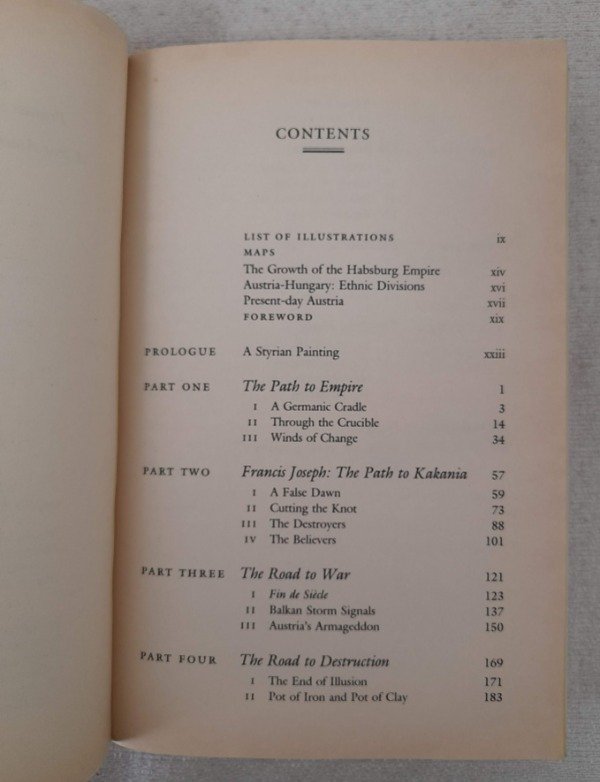 CONTENTS
LIST OF ILLUSTRATIONS ix
MAPS
The Growth of the Habsburg Empire xiv
Austria-Hungary: Ethnic Divisions xvi
Present-day Austria xvii
FOREWORD xix
PROLOGUE A Styrian Painting xxiii
PART ONE The Path to Empire 1
I A Germanic Cradle 3
II Through the Crucible 14
III Winds of Change 34
PART TWO Francis Joseph: The Path to Kakania 57
I A False Dawn 59
II Cutting the Knot 73
III The Destroyers 88
IV The Believers 101
PART THREE The Road to War 121
I Fin de Siècle 123
II Balkan Storm Signals 137
III Austria's Armageddon 150
PART FOUR The Road to Destruction 169
I The End of Illusion 171
II Pot of Iron and Pot of Clay 183